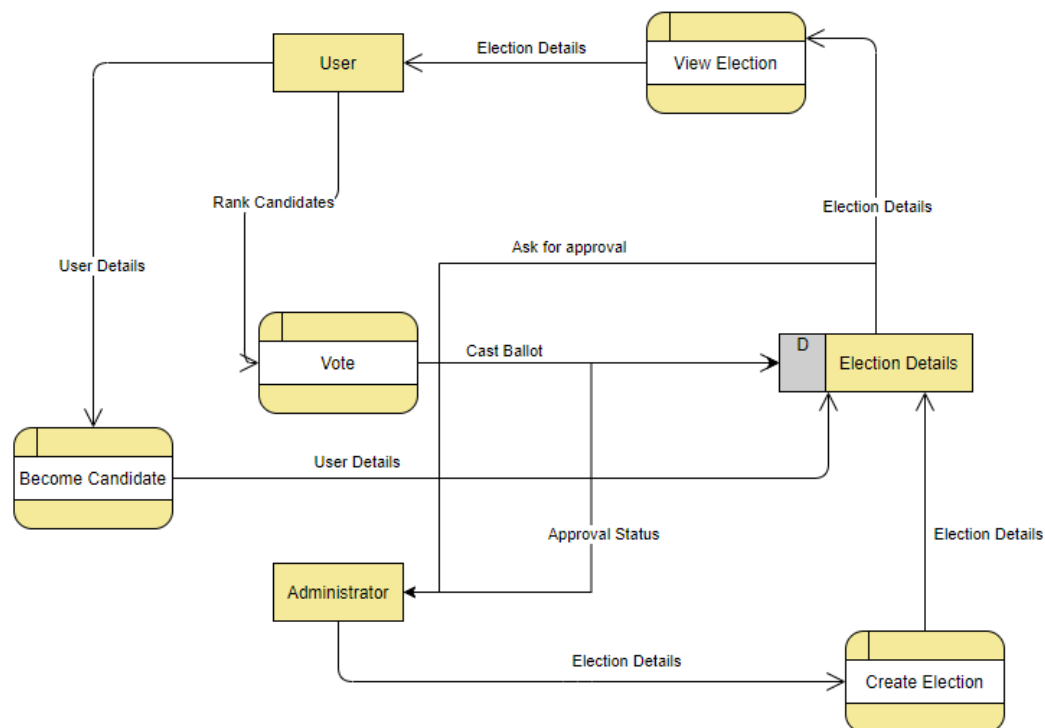 Election Details
User
View Election
Rank Candidates
Election Details
Ask for approval
User Details
D
Vote
Cast Ballot
Election Details
User Details
Become Candidate
Approval Status
Election Details
Administrator
Election Details
Create Election